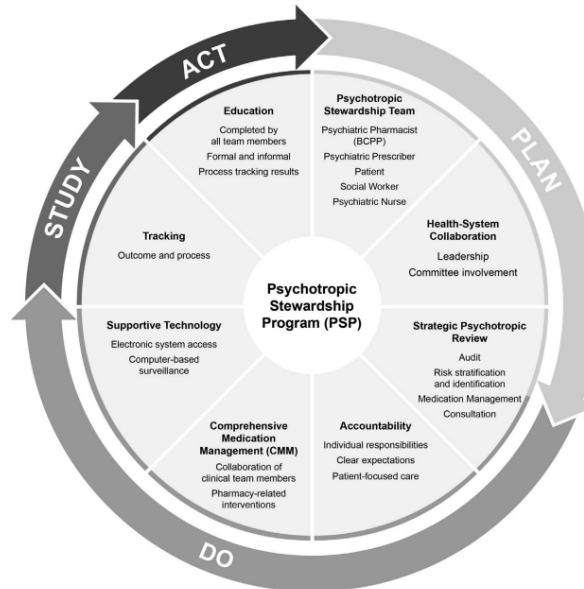 ACT
PLAN
DO
STUDY
Psychotropic
Stewardship
Program (PSP)
Psychotropic
Stewardship Team
Psychiatric Pharmacist
(BCPP)
Psychiatric Prescriber
Patient
Social Worker
Psychiatric Nurse
Health-System
Collaboration
Leadership
Committee involvement
Strategic Psychotropic
Review
Audit
Risk stratification
and identification
Medication Management
Consultation
Accountability
Individual responsibilities
Clear expectations
Patient-focused care
Comprehensive
Medication
Management (CMM)
Collaboration of
clinical team members
Pharmacy-related
interventions
Supportive Technology
Electronic system access
Computer-based
surveillance
Tracking
Outcome and process
Education
Completed by
all team members
Formal and informal
Process tracking results